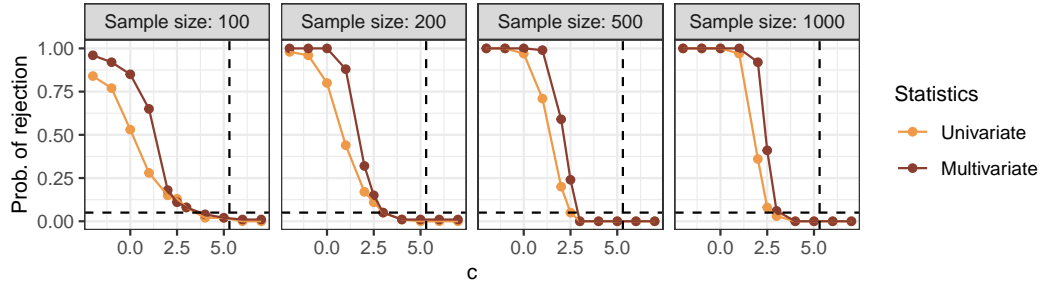 Sample size: 100
Sample size: 200
Sample size: 500
Sample size: 1000
Prob. of rejection
1.00
0.75
0.50
0.25
0.00
0.0
2.5
5.0
0.0
2.5
5.0
0.0
2.5
5.0
0.0
2.5
5.0
c
Statistics
Univariate
Multivariate